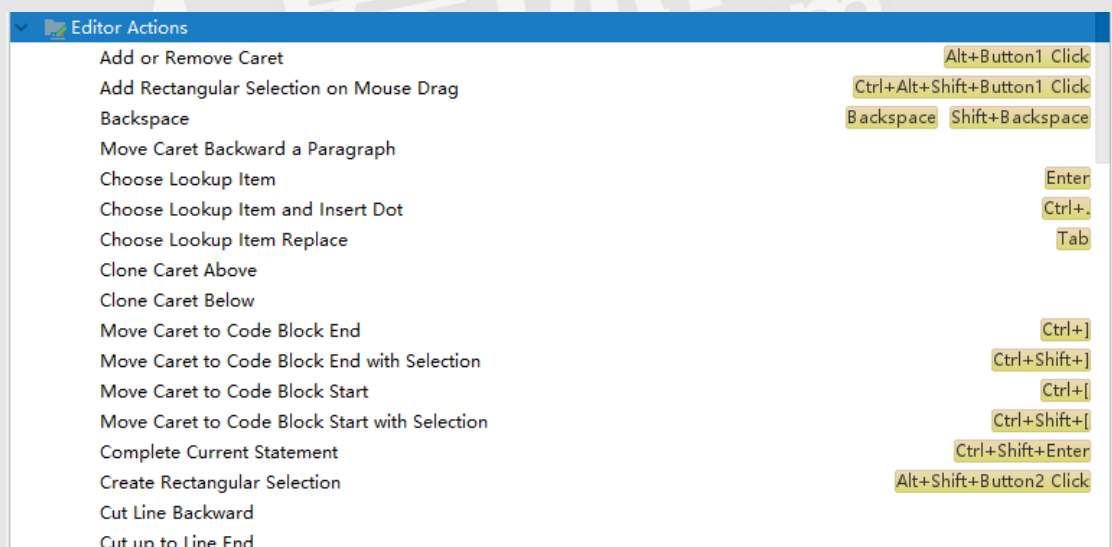 Editor Actions
Add or Remove Caret Alt+Button1 Click
Add Rectangular Selection on Mouse Drag Ctrl+Alt+Shift+Button1 Click
Backspace Backspace Shift+Backspace
Move Caret Backward a Paragraph
Choose Lookup Item Enter
Choose Lookup Item and Insert Dot Ctrl+.
Choose Lookup Item Replace Tab
Clone Caret Above
Clone Caret Below
Move Caret to Code Block End Ctrl+]
Move Caret to Code Block End with Selection Ctrl+Shift+]
Move Caret to Code Block Start Ctrl+[
Move Caret to Code Block Start with Selection Ctrl+Shift+[
Complete Current Statement Ctrl+Shift+Enter
Create Rectangular Selection Alt+Shift+Button2 Click
Cut Line Backward
Cut up to Line End